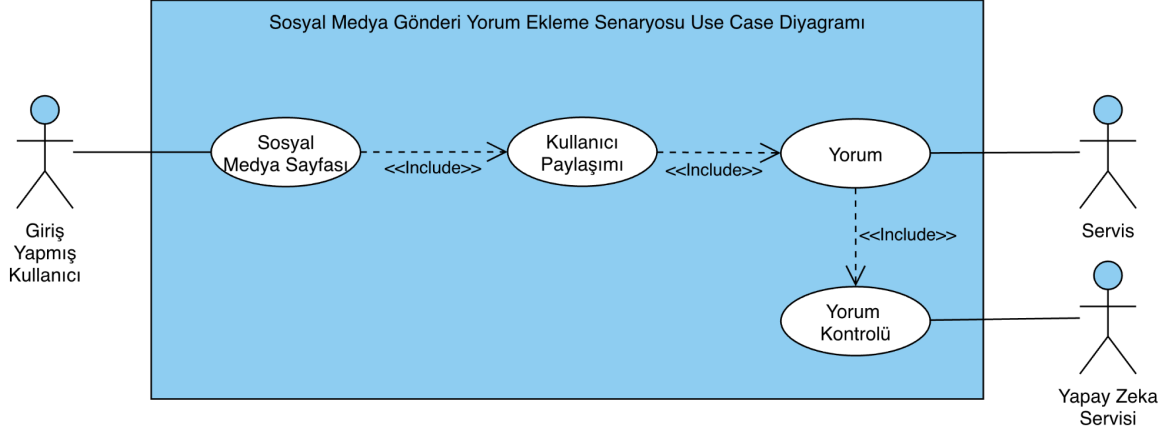 Sosyal Medya Gönderi Yorum Ekleme Senaryosu Use Case Diyagramı
Giriş
Yapmış
Kullanıcı
Sosyal
Medya Sayfası
<<Include>>
Kullanıcı
Paylaşımı
<<Include>>
Yorum
Servis
<<Include>>
Yorum
Kontrolü
Yapay Zeka
Servisi